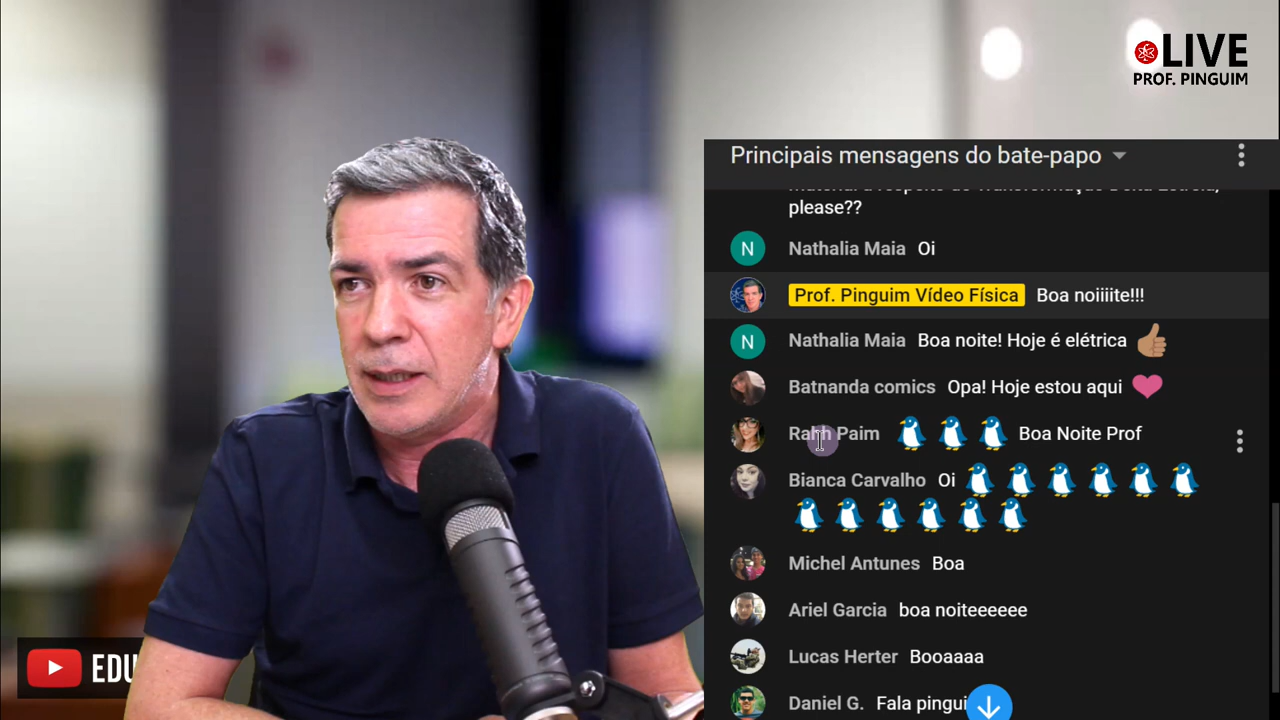 LIVE
PROF. PINGUIM
Principais mensagens do bate-papo
please??
N Nathalia Maia Oi
Prof. Pinguim Vídeo Física Boa noiiiite!!!
N Nathalia Maia Boa noite! Hoje é elétrica
Batnanda comics Opa! Hoje estou aqui
Paim Boa Noite Prof
Bianca Carvalho Oi
Michel Antunes Boa
Ariel Garcia boa noiteeeeee
Lucas Herter Booaaaa
Daniel G. Fala pingui
EDU